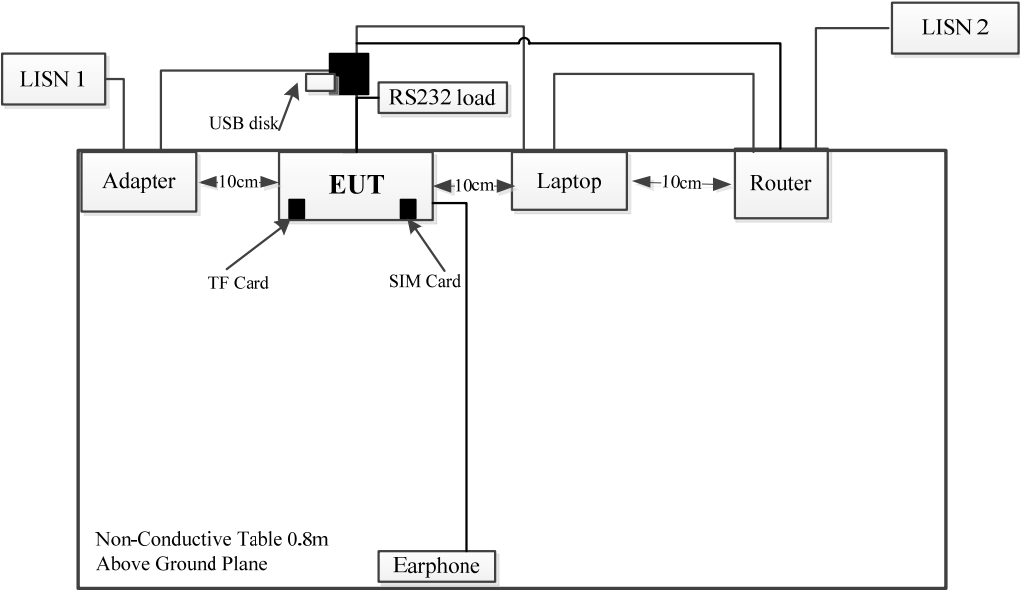 LISN 2
LISN 1
RS232 load
USB disk
Adapter
10cm
EUT
10cm
Laptop
10cm
Router
TF Card
SIM Card
Non-Conductive Table 0.8m
Above Ground Plane
Earphone